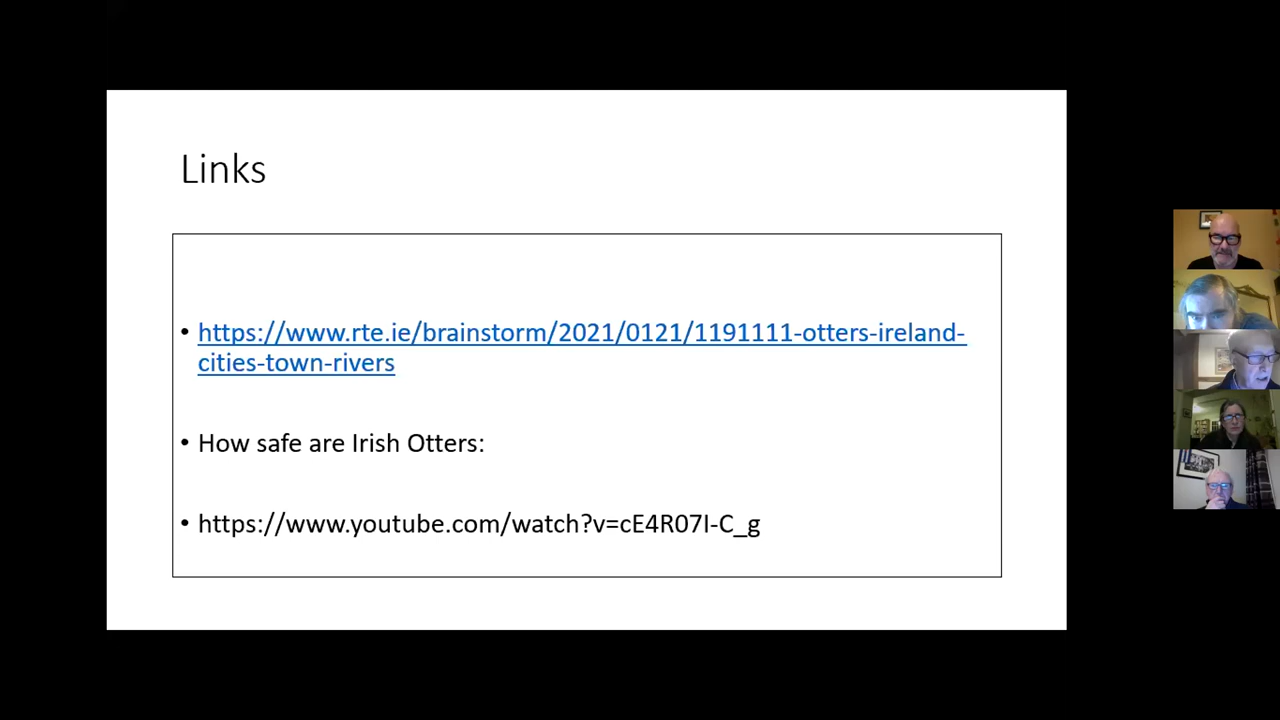 Links
• https://www.rte.ie/brainstorm/2021/0121/1191111-otters-ireland-
cities-town-rivers
• How safe are Irish Otters:
• https://www.youtube.com/watch?v=cE4R07I-C_g